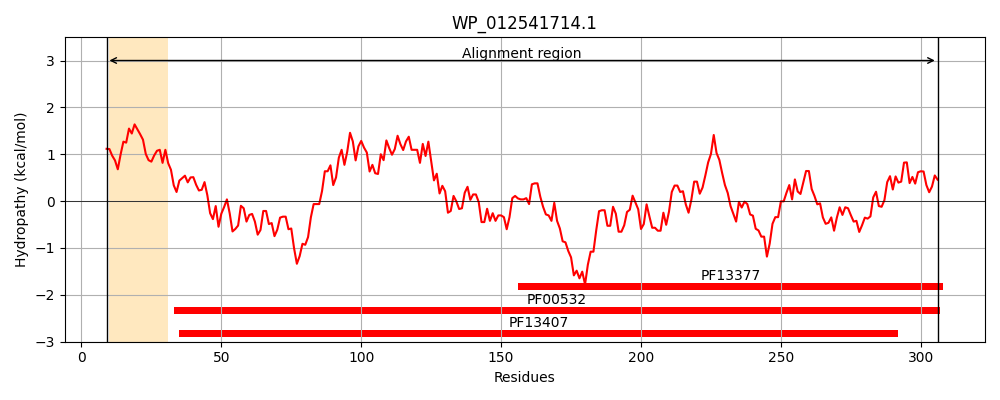 WP_012541714.1
Alignment region
Hydropathy (kcal/mol)
3
2
1
0
−1
−2
−3
PF13377
PF00532
PF13407
0 50 100 150 200 250 300
Residues